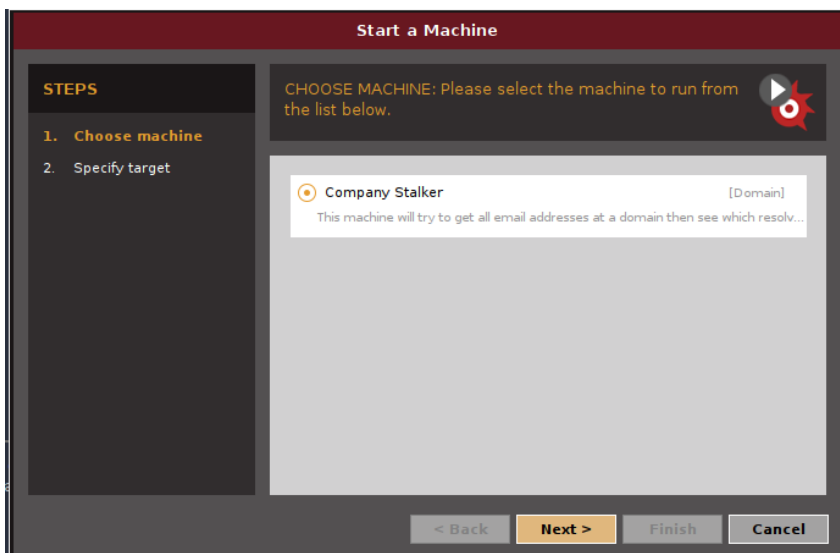 Start a Machine
STEPS
1. Choose machine
2. Specify target
CHOOSE MACHINE: Please select the machine to run from
the list below.
Company Stalker [Domain]
This machine will try to get all email addresses at a domain then see which resolv...
< Back Next > Finish Cancel